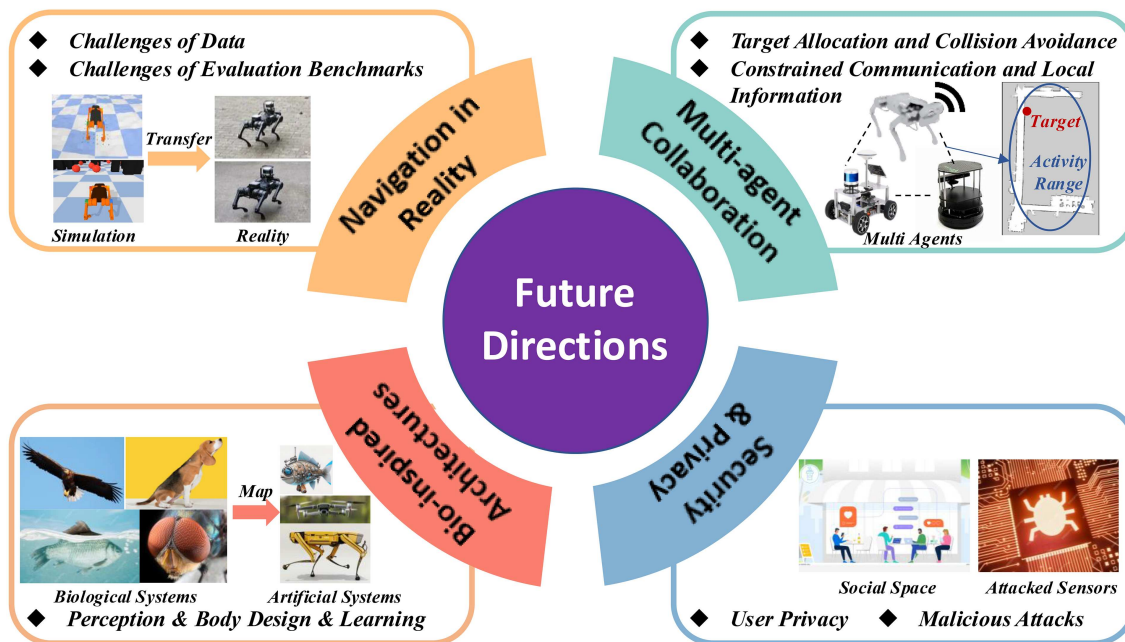 ◆ Challenges of Data
◆ Challenges of Evaluation Benchmarks
Transfer
Simulation
Reality
Navigation in
Reality
◆ Target Allocation and Collision Avoidance
◆ Constrained Communication and Local
Information
Target
Activity
Range
Multi Agents
Multi-agent
Collaboration
Future
Directions
Bio-inspired
Architectures
Map
Biological Systems
Artificial Systems
◆ Perception & Body Design & Learning
Security
& Privacy
Social Space
Attacked Sensors
◆ User Privacy
◆ Malicious Attacks